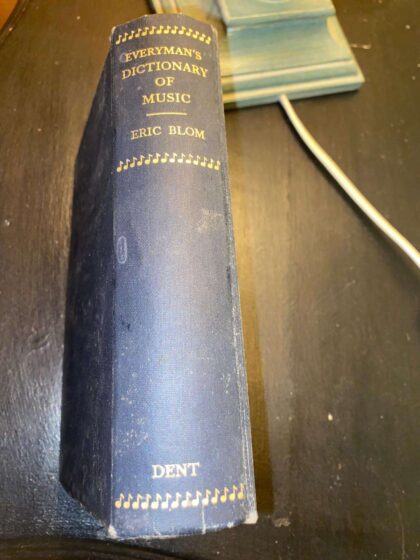 EVERYMAN'S
DICTIONARY
OF
MUSIC
ERIC BLOM
DENT